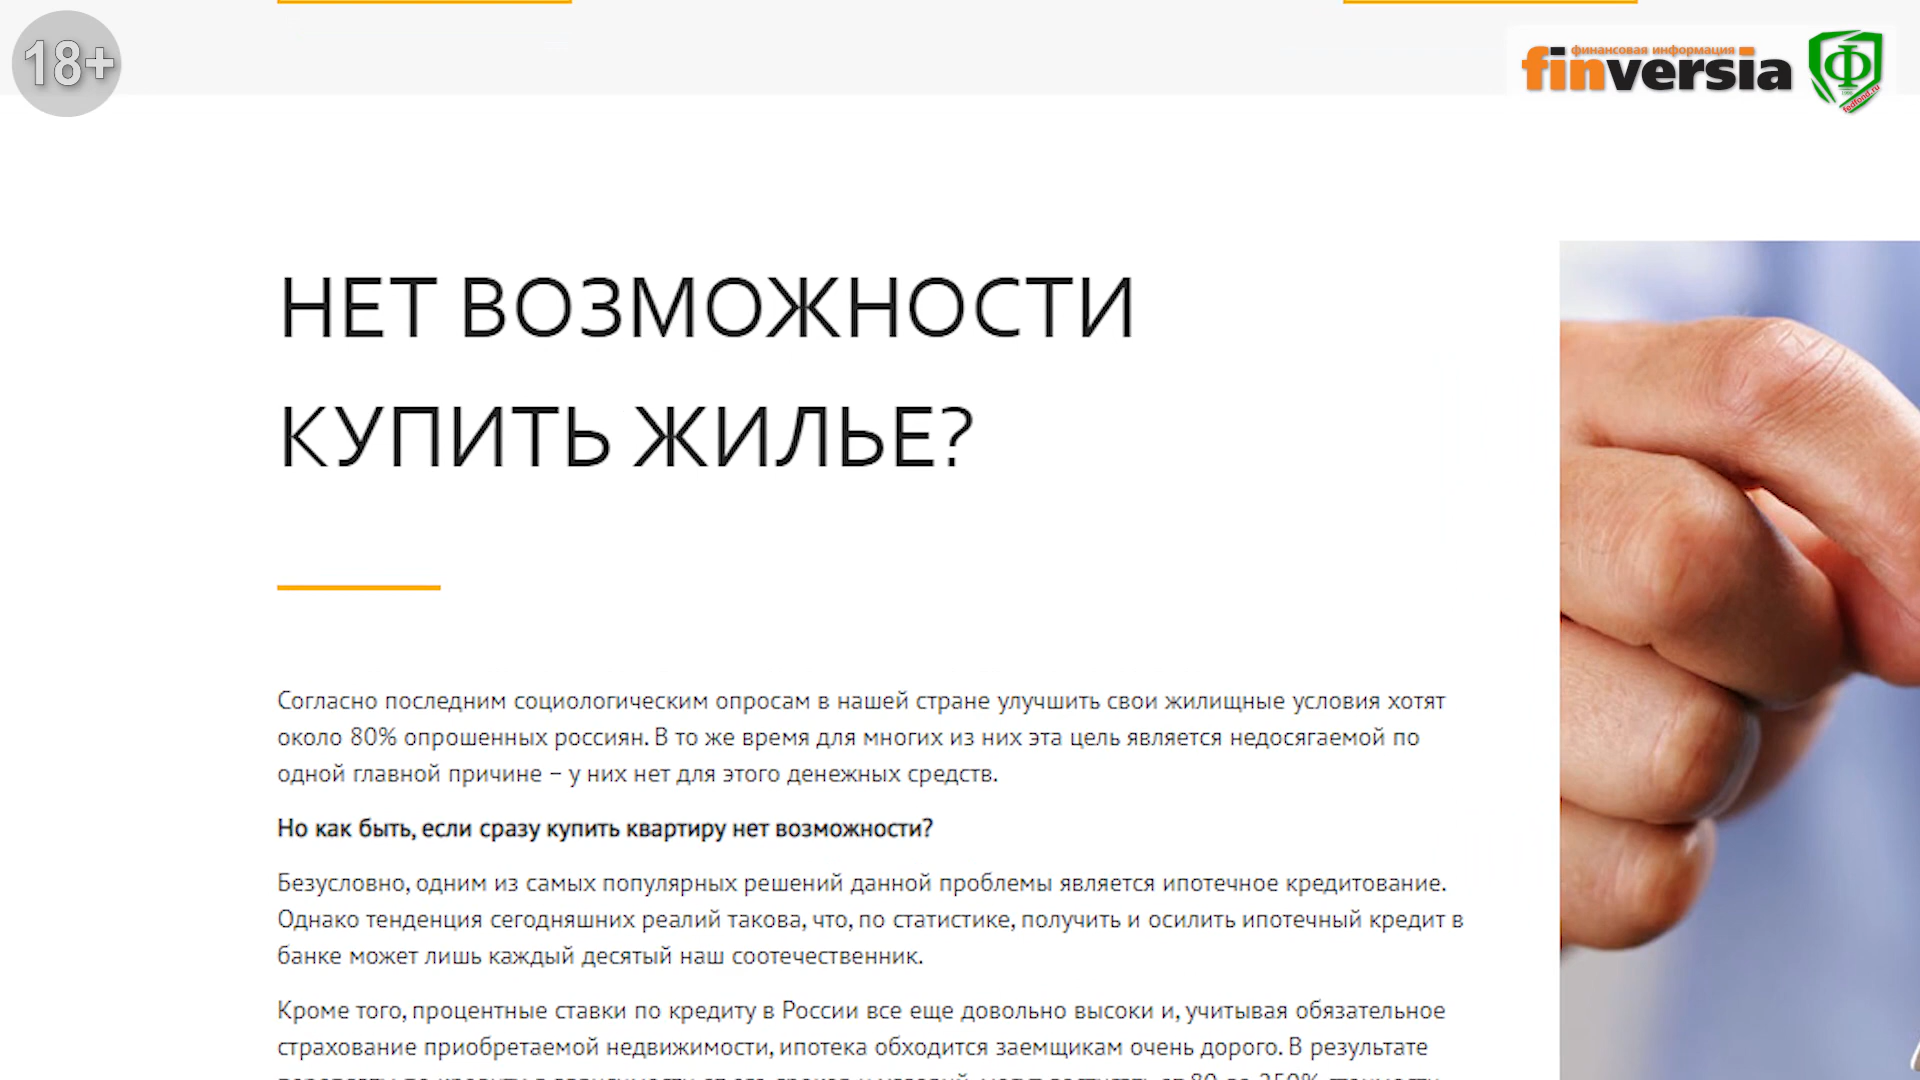 18+
финансовая информация
finversia
Ф
fedfond.ru
НЕТ ВОЗМОЖНОСТИ
КУПИТЬ ЖИЛЬЕ?
Согласно последним социологическим опросам в нашей стране улучшить свои жилищные условия хотят
около 80% опрошенных россиян. В то же время для многих из них эта цель является недосягаемой по
одной главной причине – у них нет для этого денежных средств.
Но как быть, если сразу купить квартиру нет возможности?
Безусловно, одним из самых популярных решений данной проблемы является ипотечное кредитование.
Однако тенденция сегодняшних реалий такова, что, по статистике, получить и осилить ипотечный кредит в
банке может лишь каждый десятый наш соотечественник.
Кроме того, процентные ставки по кредиту в России все еще довольно высоки и, учитывая обязательное
страхование приобретаемой недвижимости, ипотека обходится заемщикам очень дорого. В результате